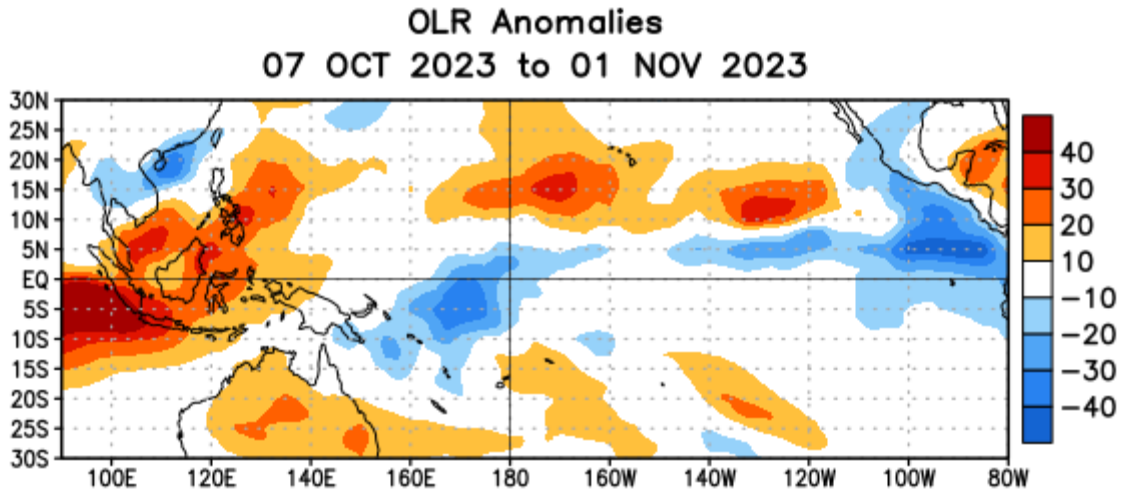 OLR Anomalies
07 OCT 2023 to 01 NOV 2023
30N
25N
20N
15N
10N
5N
EQ
5S
10S
15S
20S
25S
30S
100E 120E 140E 160E 180 160W 140W 120W 100W 80W
40
30
20
10
-10
-20
-30
-40